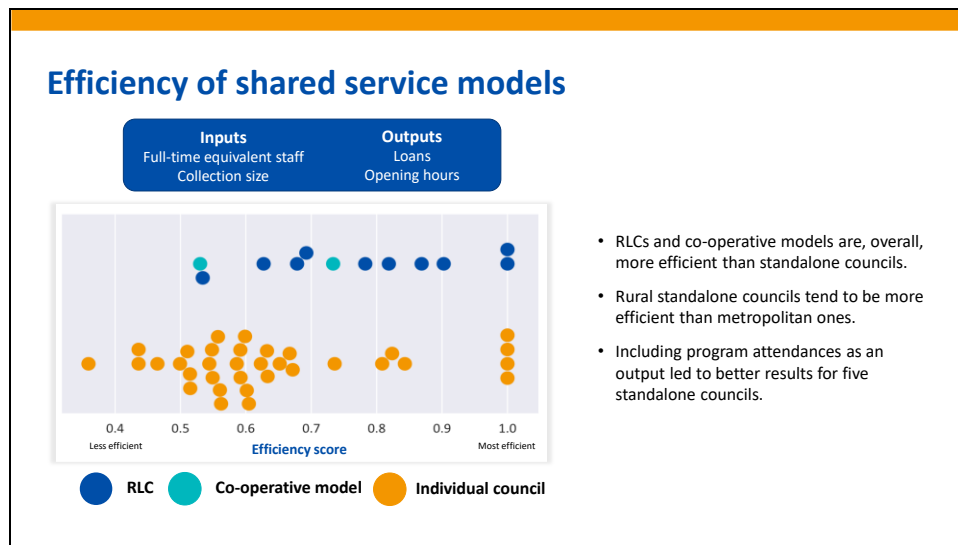 Efficiency of shared service models
Inputs
Full-time equivalent staff
Collection size
Outputs
Loans
Opening hours
0.4 0.5 0.6 0.7 0.8 0.9 1.0
Less efficient
Efficiency score
Most efficient
RLC
Co-operative model
Individual council
• RLCs and co-operative models are, overall,
more efficient than standalone councils.
• Rural standalone councils tend to be more
efficient than metropolitan ones.
• Including program attendances as an
output led to better results for five
standalone councils.